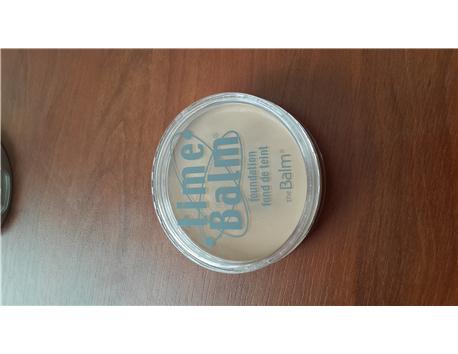 time
Balm®
foundation
fond de teint
theBalm®